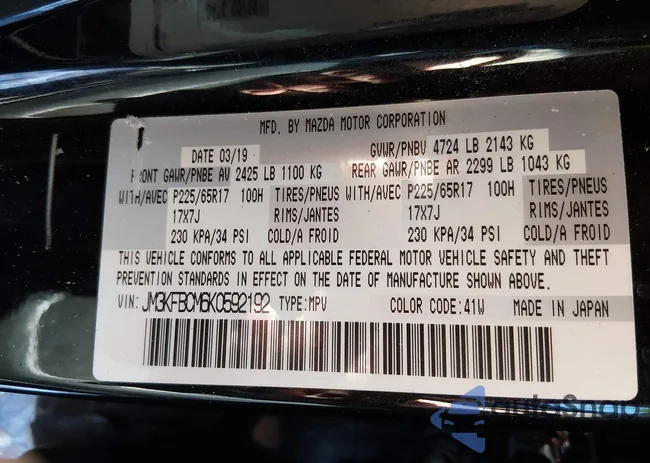 MFD. BY MAZDA MOTOR CORPORATION
DATE 03/19 GVWR/PNBV 4724 LB 2143 KG
FRONT GAWR/PNBE AV 2425 LB 1100 KG REAR GAWR/PNBE AR 2299 LB 1043 KG
WITH/AVEC P225/65R17 100H TIRES/PNEUS WITH/AVEC P225/65R17 100H TIRES/PNEUS
17X7J RIMS/JANTES 17X7J RIMS/JANTES
230 KPA/34 PSI COLD/A FROID 230 KPA/34 PSI COLD/A FROID
THIS VEHICLE CONFORMS TO ALL APPLICABLE FEDERAL MOTOR VEHICLE SAFETY AND THEFT
PREVENTION STANDARDS IN EFFECT ON THE DATE OF MANUFACTURE SHOWN ABOVE.
VIN: JM3KFBCM6K0592192 TYPE:MPV COLOR CODE:41W MADE IN JAPAN
AutoSnap